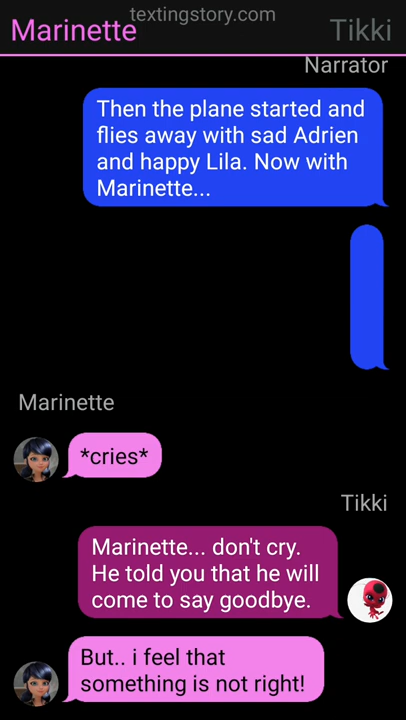 textingstory.com
Marinette
Tikki
Narrator
Then the plane started and
flies away with sad Adrien
and happy Lila. Now with
Marinette...
Marinette
*cries*
Tikki
Marinette... don't cry.
He told you that he will
come to say goodbye.
But.. i feel that
something is not right!